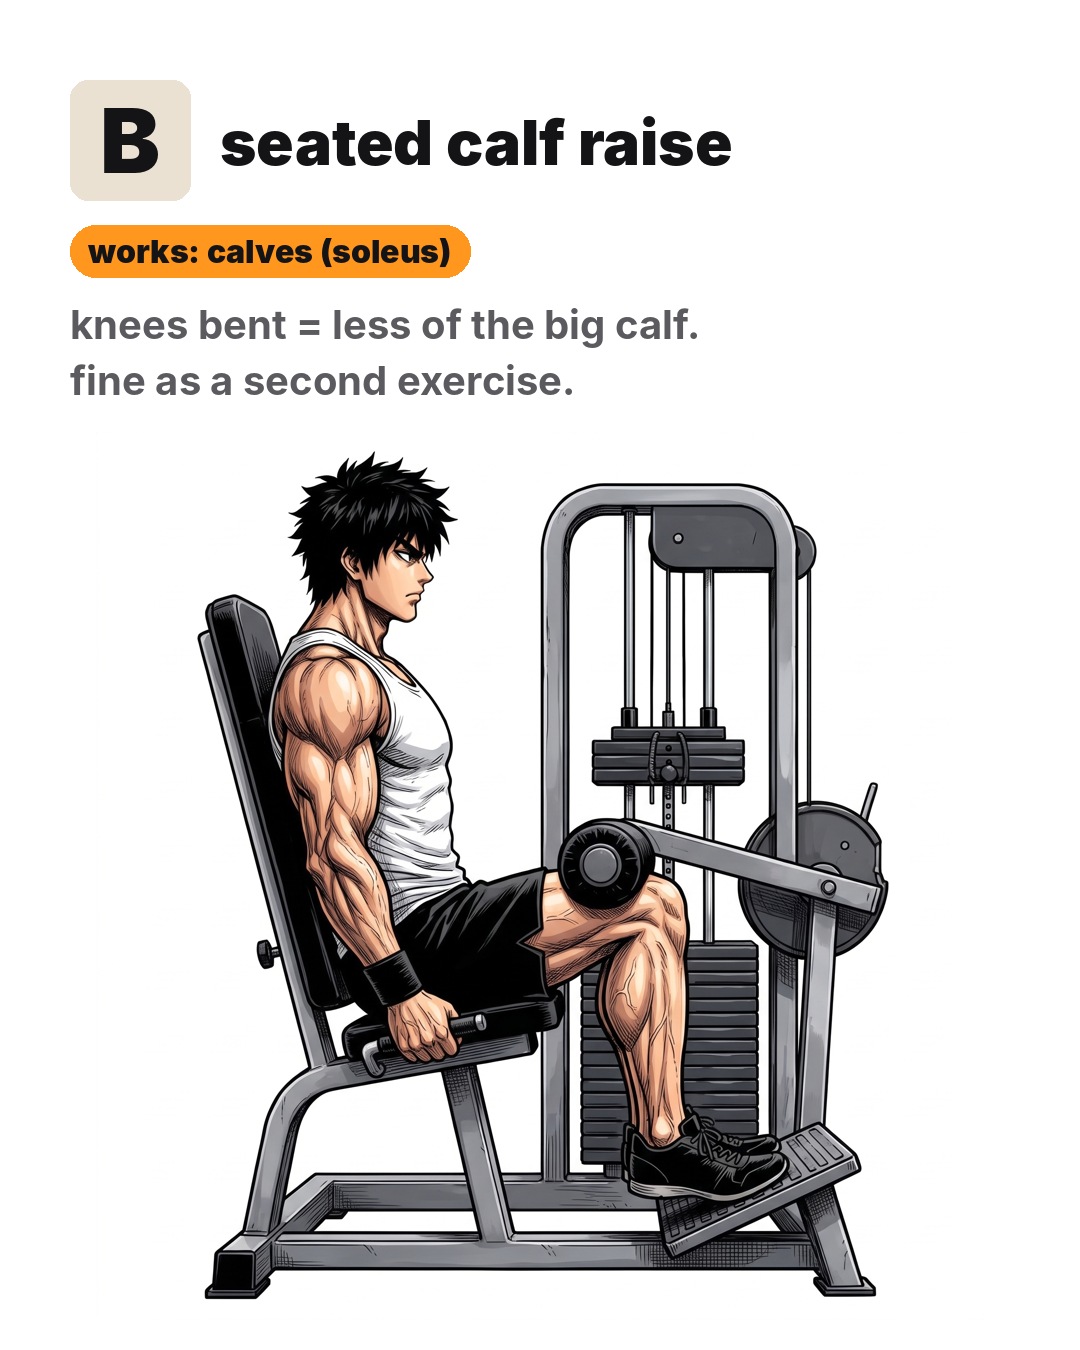 B
seated calf raise
works: calves (soleus)
knees bent = less of the big calf.
fine as a second exercise.